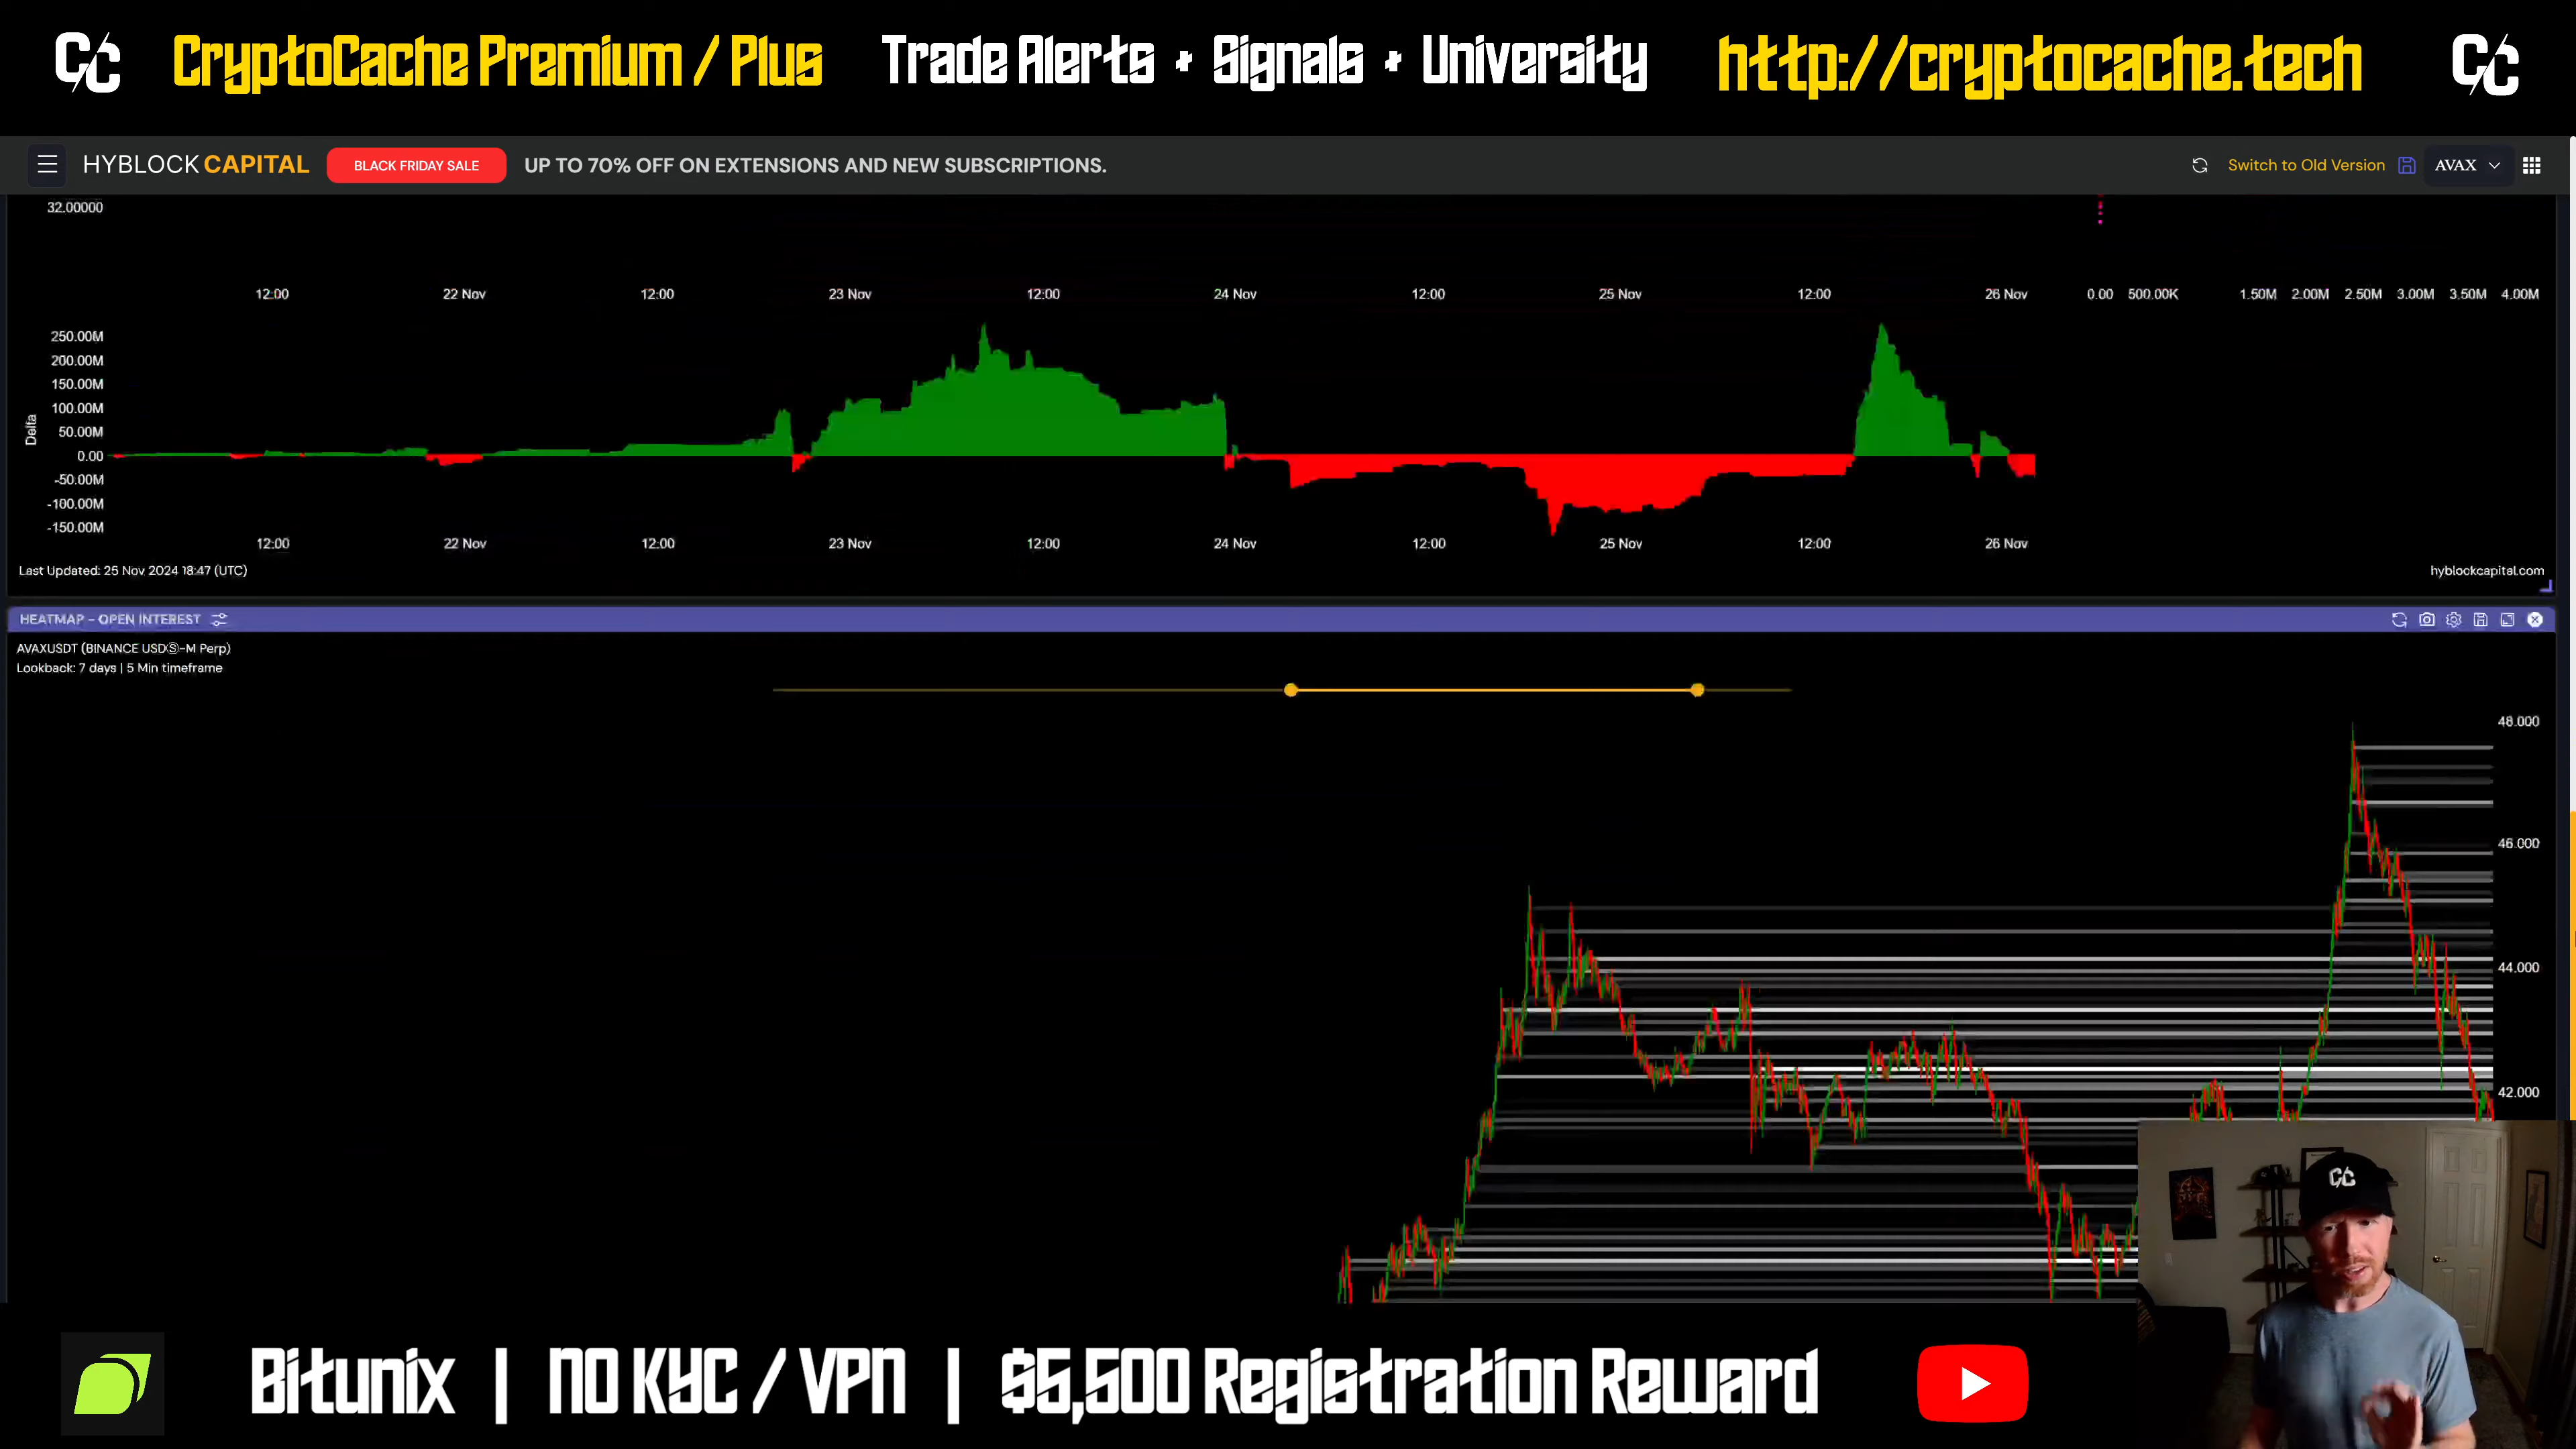 CC CryptoCache Premium / Plus Trade Alerts + Signals + University http://cryptocache.tech CC
HYBLOCK CAPITAL BLACK FRIDAY SALE UP TO 70% OFF ON EXTENSIONS AND NEW SUBSCRIPTIONS. Switch to Old Version AVAX
32.00000
12:00 22 Nov 12:00 23 Nov 12:00 24 Nov 12:00 25 Nov 12:00 26 Nov 0.00 500.00K 1.50M 2.00M 2.50M 3.00M 3.50M 4.00M
250.00M
200.00M
150.00M
100.00M
50.00M
0.00
-50.00M
-100.00M
-150.00M
Delta
12:00 22 Nov 12:00 23 Nov 12:00 24 Nov 12:00 25 Nov 12:00 26 Nov
Last Updated: 25 Nov 2024 18:47 (UTC) hyblockcapital.com
HEATMAP - OPEN INTEREST
AVAXUSDT (BINANCE USDⓈ-M Perp)
Lookback: 7 days | 5 Min timeframe
48.000
46.000
44.000
42.000
CC
Bitunix | NO KYC / VPN | $5,500 Registration Reward